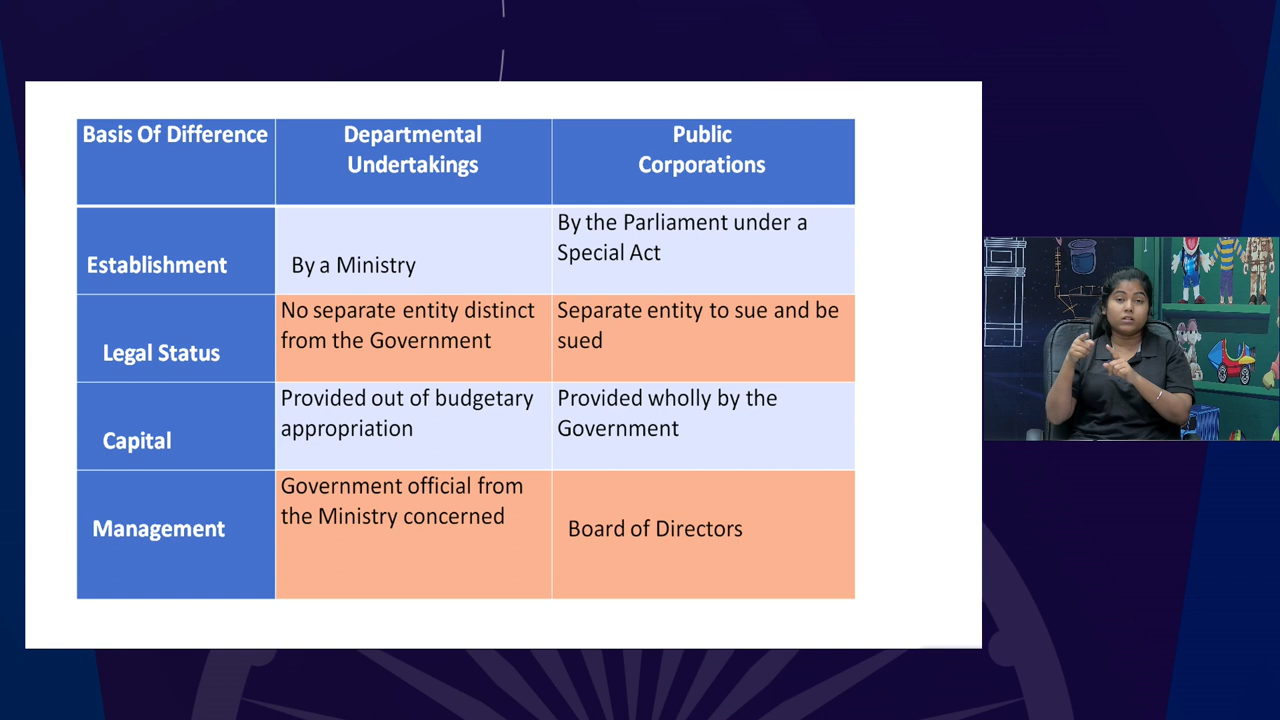 Basis Of Difference
Departmental
Undertakings
Public
Corporations
Establishment
By a Ministry
By the Parliament under a
Special Act
Legal Status
No separate entity distinct
from the Government
Separate entity to sue and be
sued
Capital
Provided out of budgetary
appropriation
Provided wholly by the
Government
Management
Government official from
the Ministry concerned
Board of Directors